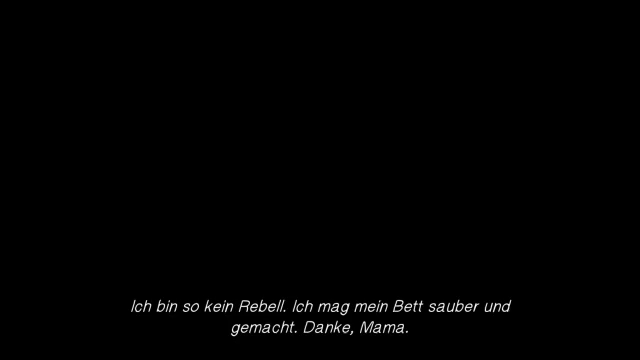 Ich bin so kein Rebell. Ich mag mein Bett sauber und
gemacht. Danke, Mama.